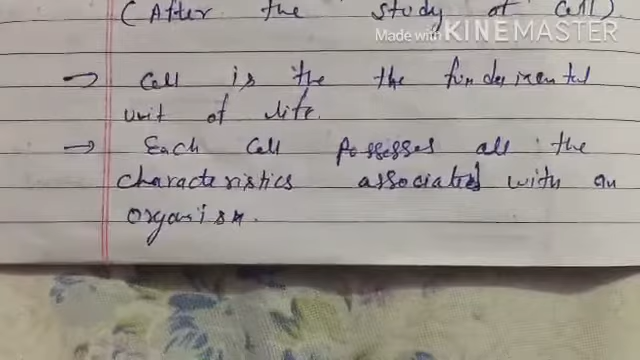 (After the study of Cell)
Made with KINEMASTER
→ Cell is the the fundamental
unit of life.
→ Each Cell possesses all the
characteristics associated with an
organism.